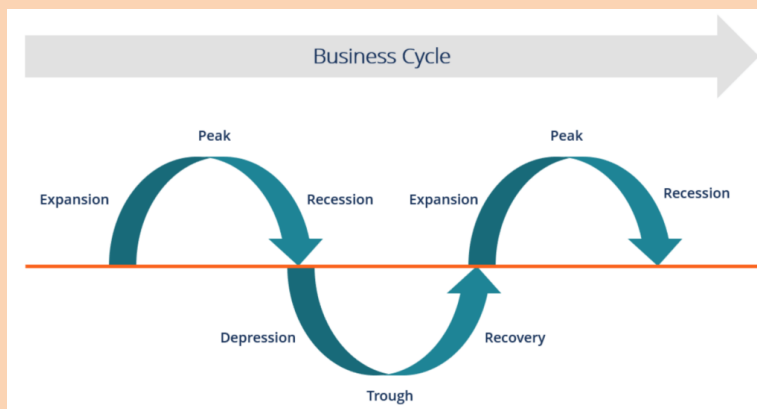 Business Cycle
Peak
Peak
Expansion
Recession
Expansion
Recession
Depression
Recovery
Trough